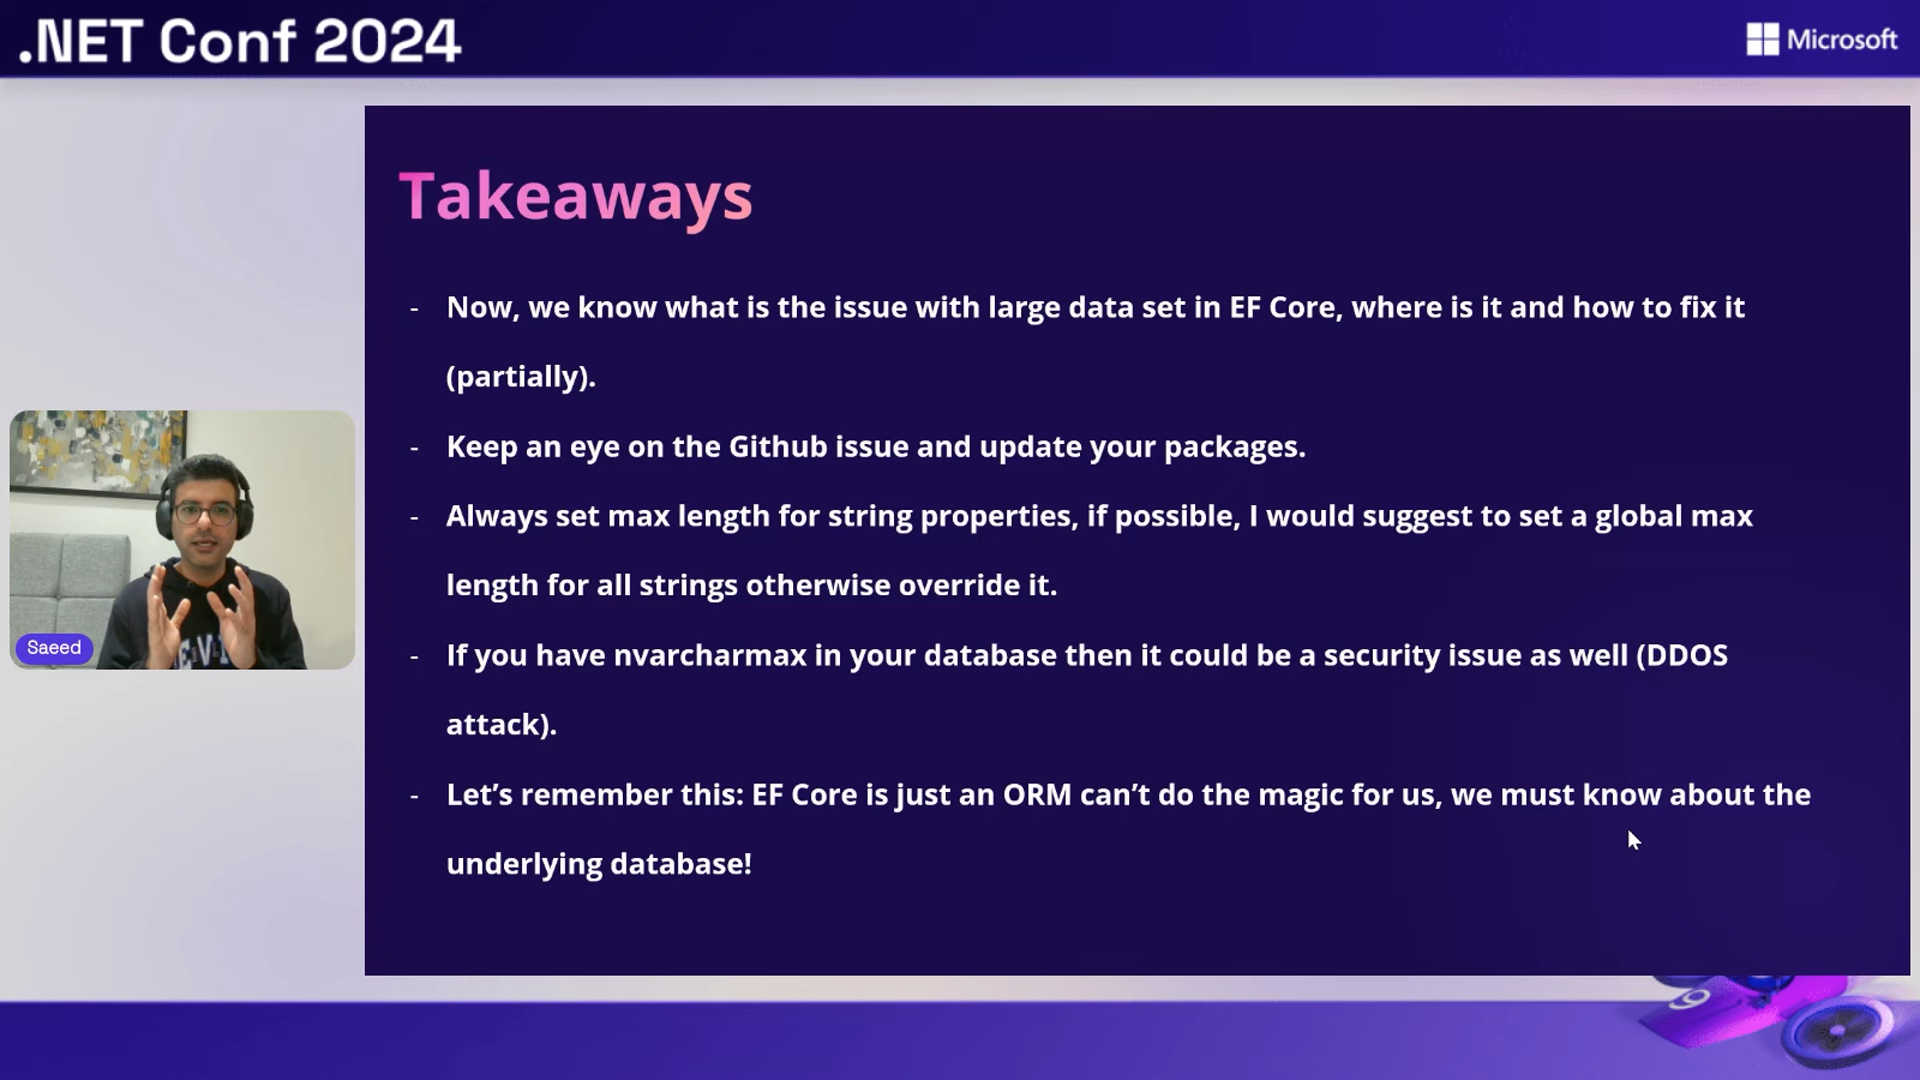 .NET Conf 2024
Microsoft
Takeaways
- Now, we know what is the issue with large data set in EF Core, where is it and how to fix it
(partially).
- Keep an eye on the Github issue and update your packages.
- Always set max length for string properties, if possible, I would suggest to set a global max
length for all strings otherwise override it.
- If you have nvarcharmax in your database then it could be a security issue as well (DDOS
attack).
- Let’s remember this: EF Core is just an ORM can’t do the magic for us, we must know about the
underlying database!
Saeed
9